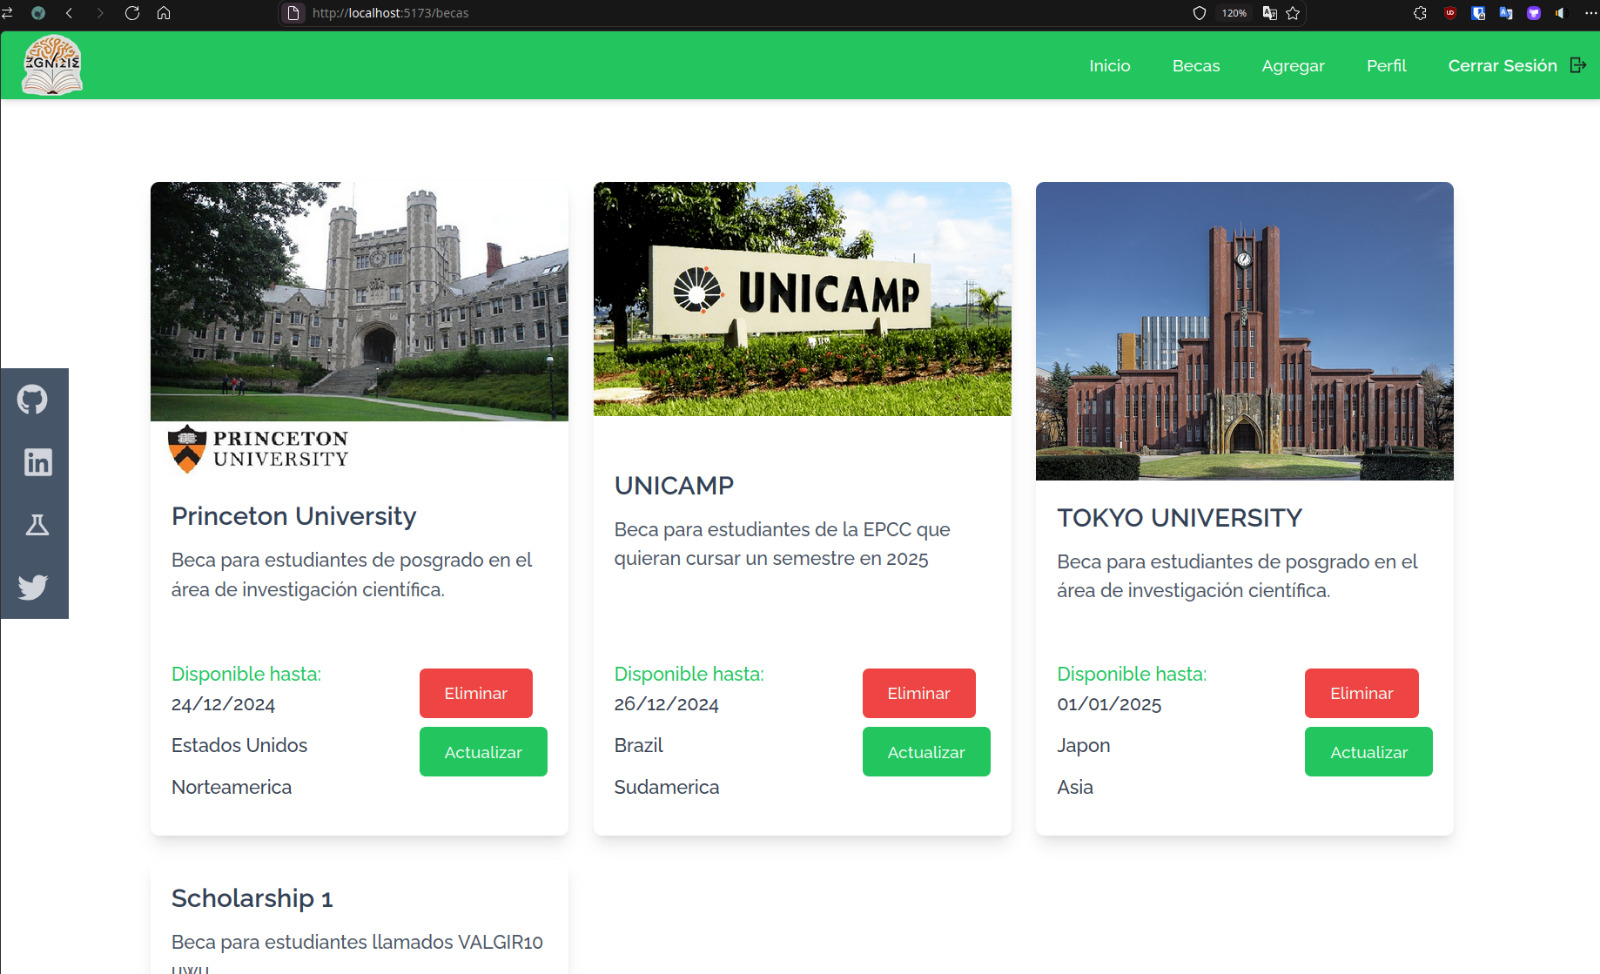 http://localhost:5173/becas
120%
Inicio
Becas
Agregar
Perfil
Cerrar Sesión
PRINCETON
UNIVERSITY
Princeton University
Beca para estudiantes de posgrado en el
área de investigación científica.
Disponible hasta:
24/12/2024
Estados Unidos
Norteamerica
Eliminar
Actualizar
UNICAMP
UNICAMP
Beca para estudiantes de la EPCC que
quieran cursar un semestre en 2025
Disponible hasta:
26/12/2024
Brazil
Sudamerica
Eliminar
Actualizar
TOKYO UNIVERSITY
Beca para estudiantes de posgrado en el
área de investigación científica.
Disponible hasta:
01/01/2025
Japon
Asia
Eliminar
Actualizar
Scholarship 1
Beca para estudiantes llamados VALGIR10
uwu